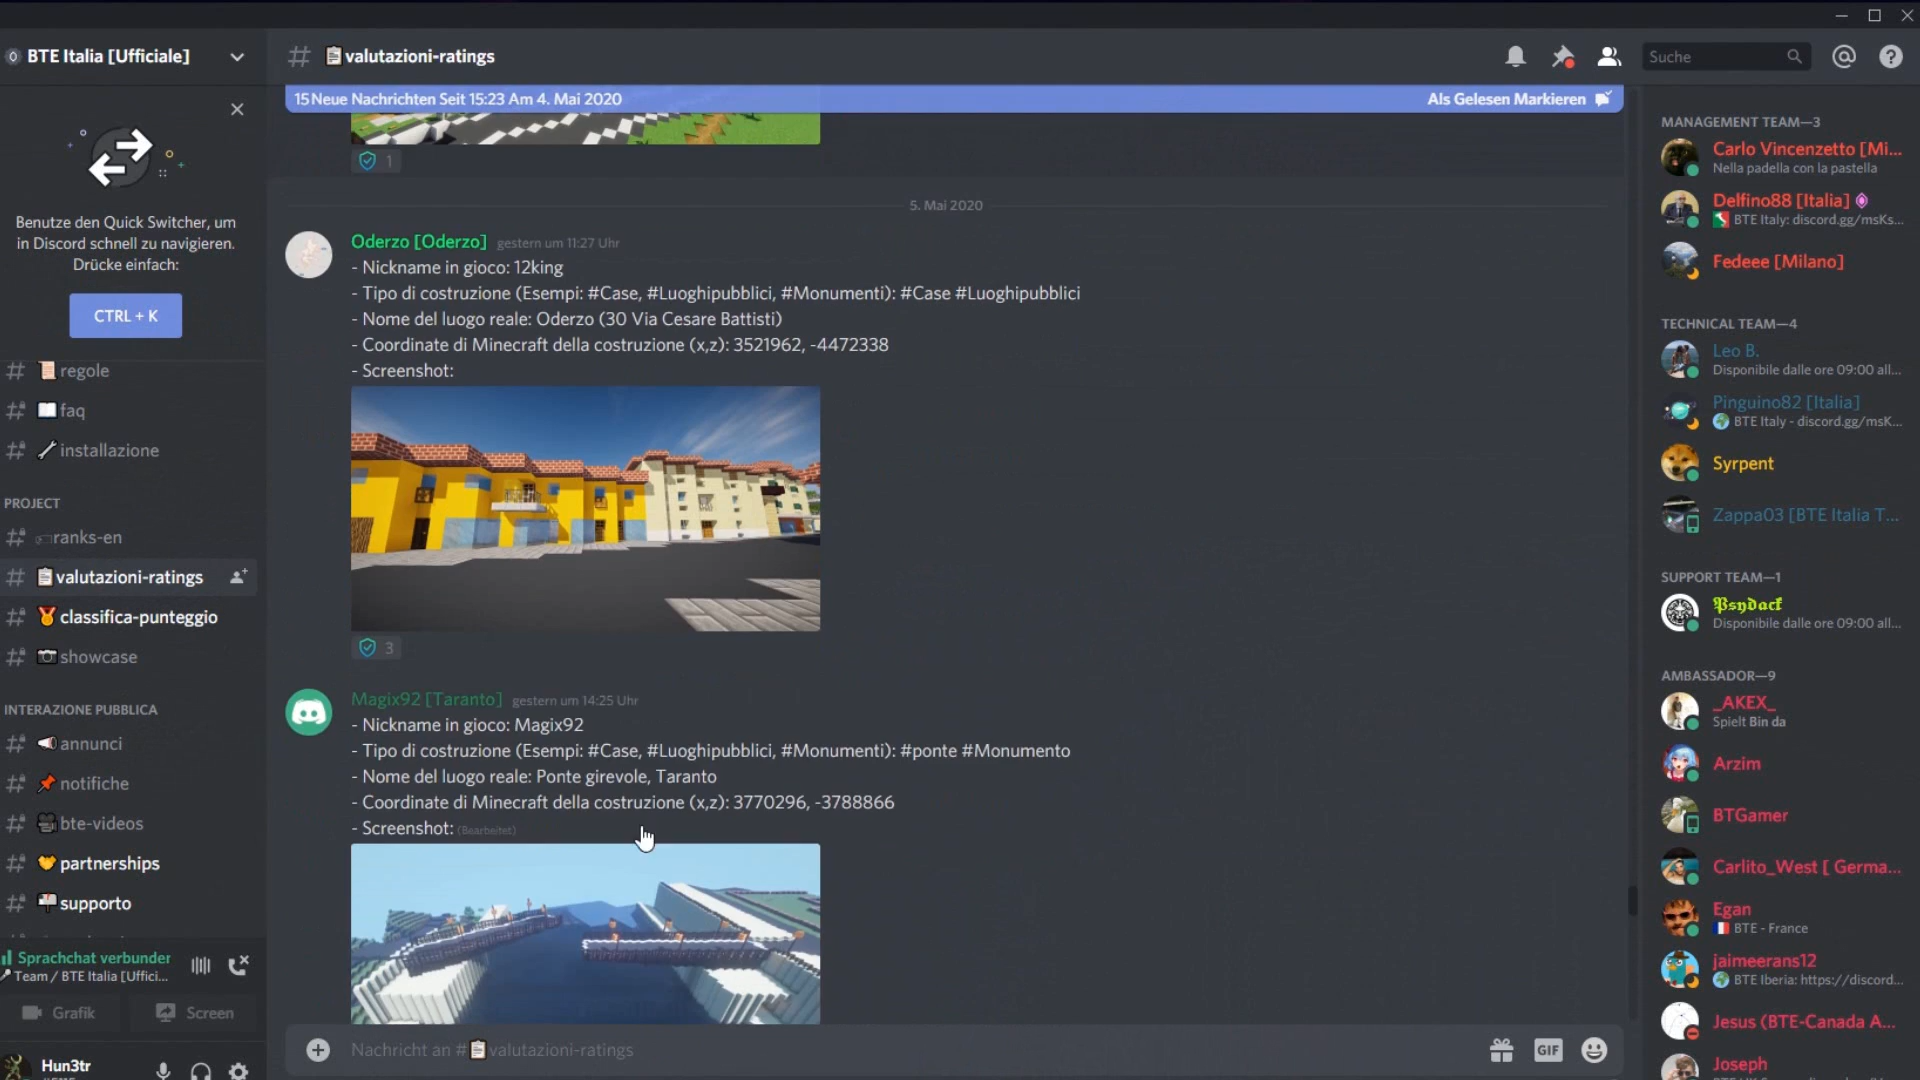 BTE Italia [Ufficiale]
Benutze den Quick Switcher, um
in Discord schnell zu navigieren.
Drücke einfach:
CTRL + K
regole
faq
installazione
PROJECT
ranks-en
valutazioni-ratings
classifica-punteggio
showcase
INTERAZIONE PUBBLICA
annunci
notifiche
bte-videos
partnerships
supporto
Sprachchat verbunden
Team / BTE Italia [Uffici...
Grafik
Screen
Hun3tr
valutazioni-ratings
Suche
15 Neue Nachrichten Seit 15:23 Am 4. Mai 2020
Als Gelesen Markieren
1
5. Mai 2020
Oderzo [Oderzo] gestern um 11:27 Uhr
- Nickname in gioco: 12king
- Tipo di costruzione (Esempi: #Case, #Luoghipubblici, #Monumenti): #Case #Luoghipubblici
- Nome del luogo reale: Oderzo (30 Via Cesare Battisti)
- Coordinate di Minecraft della costruzione (x,z): 3521962, -4472338
- Screenshot:
3
Magix92 [Taranto] gestern um 14:25 Uhr
- Nickname in gioco: Magix92
- Tipo di costruzione (Esempi: #Case, #Luoghipubblici, #Monumenti): #ponte #Monumento
- Nome del luogo reale: Ponte girevole, Taranto
- Coordinate di Minecraft della costruzione (x,z): 3770296, -3788866
- Screenshot: (Bearbeitet)
Nachricht an # valutazioni-ratings
GIF
MANAGEMENT TEAM—3
Carlo Vincenzetto [Mi...
Nella padella con la pastella
Delfino88 [Italia]
BTE Italy: discord.gg/msKs...
Fedeee [Milano]
TECHNICAL TEAM—4
Leo B.
Disponibile dalle ore 09:00 all...
Pinguino82 [Italia]
BTE Italy - discord.gg/msK...
Syrpent
Zappa03 [BTE Italia T...
SUPPORT TEAM—1
Psydack
Disponibile dalle ore 09:00 all...
AMBASSADOR—9
_AKEX_
Spielt Bin da
Arzim
BTGamer
Carlito_West [ Germa...
Egan
BTE - France
jaimeerans12
BTE Iberia: https://discord...
Jesus (BTE-Canada A...
Joseph